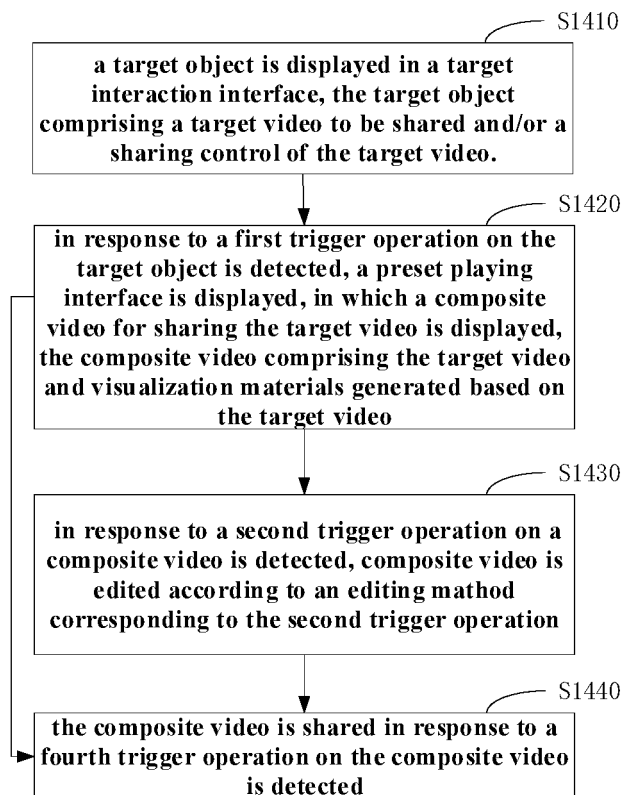 S1410
a target object is displayed in a target
interaction interface, the target object
comprising a target video to be shared and/or a
sharing control of the target video.
S1420
in response to a first trigger operation on the
target object is detected, a preset playing
interface is displayed, in which a composite
video for sharing the target video is displayed,
the composite video comprising the target video
and visualization materials generated based on
the target video
S1430
in response to a second trigger operation on a
composite video is detected, composite video is
edited according to an editing mathod
corresponding to the second trigger operation
S1440
the composite video is shared in response to a
fourth trigger operation on the composite video
is detected